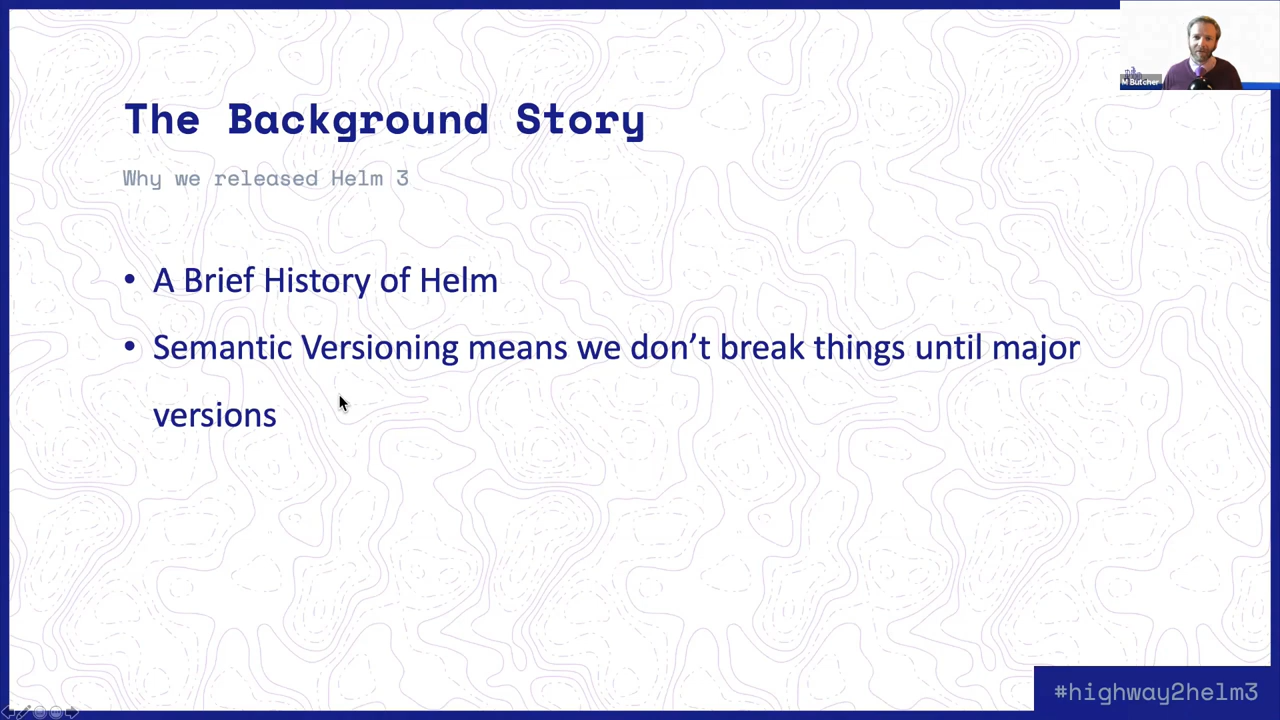 M Butcher
The Background Story
Why we released Helm 3
• A Brief History of Helm
• Semantic Versioning means we don’t break things until major
versions
#highway2helm3